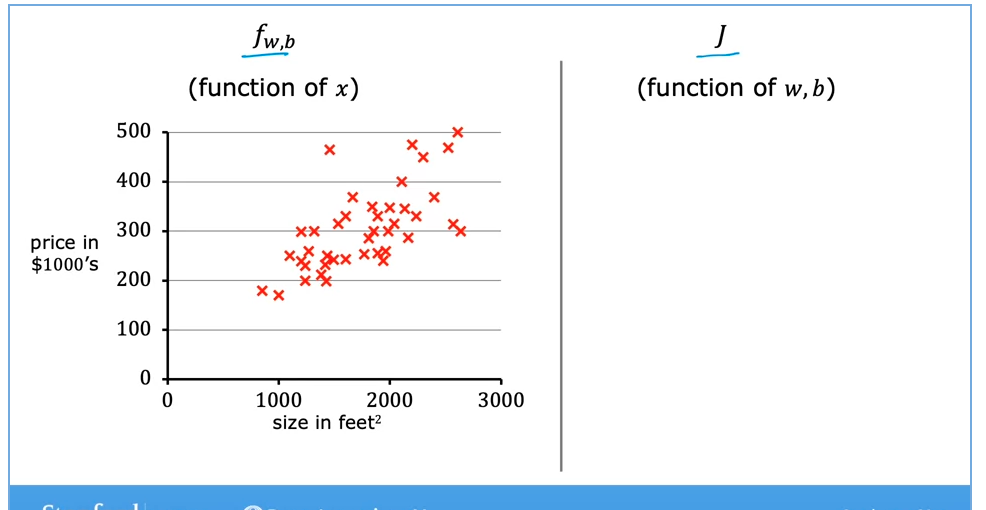 f w,b
(function of x)
J
(function of w, b)
500
400
300
200
100
0
price in
$1000's
0 1000 2000 3000
size in feet²